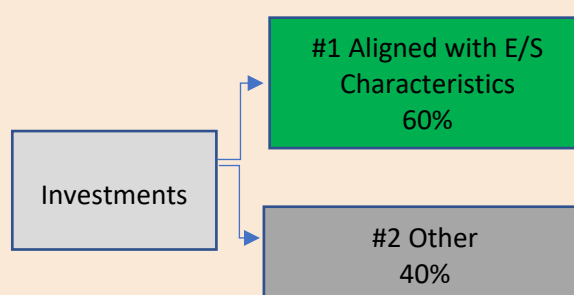 #1 Aligned with E/S
Characteristics
60%
Investments
#2 Other
40%